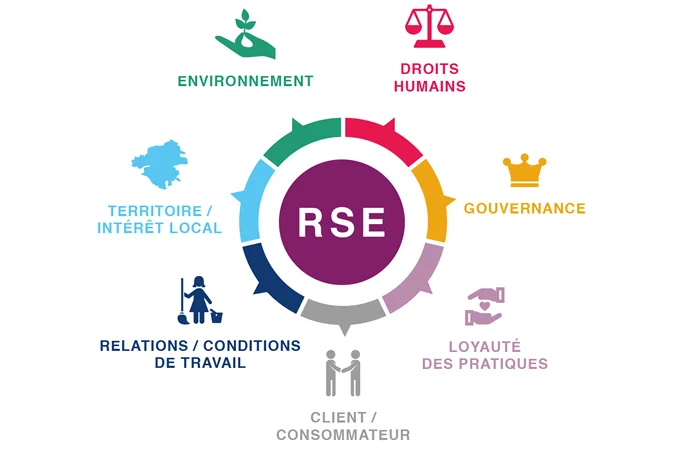 ENVIRONNEMENT
DROITS
HUMAINS
TERRITOIRE /
INTÉRÊT LOCAL
RSE
GOUVERNANCE
RELATIONS / CONDITIONS
DE TRAVAIL
LOYAUTÉ
DES PRATIQUES
CLIENT /
CONSOMMATEUR